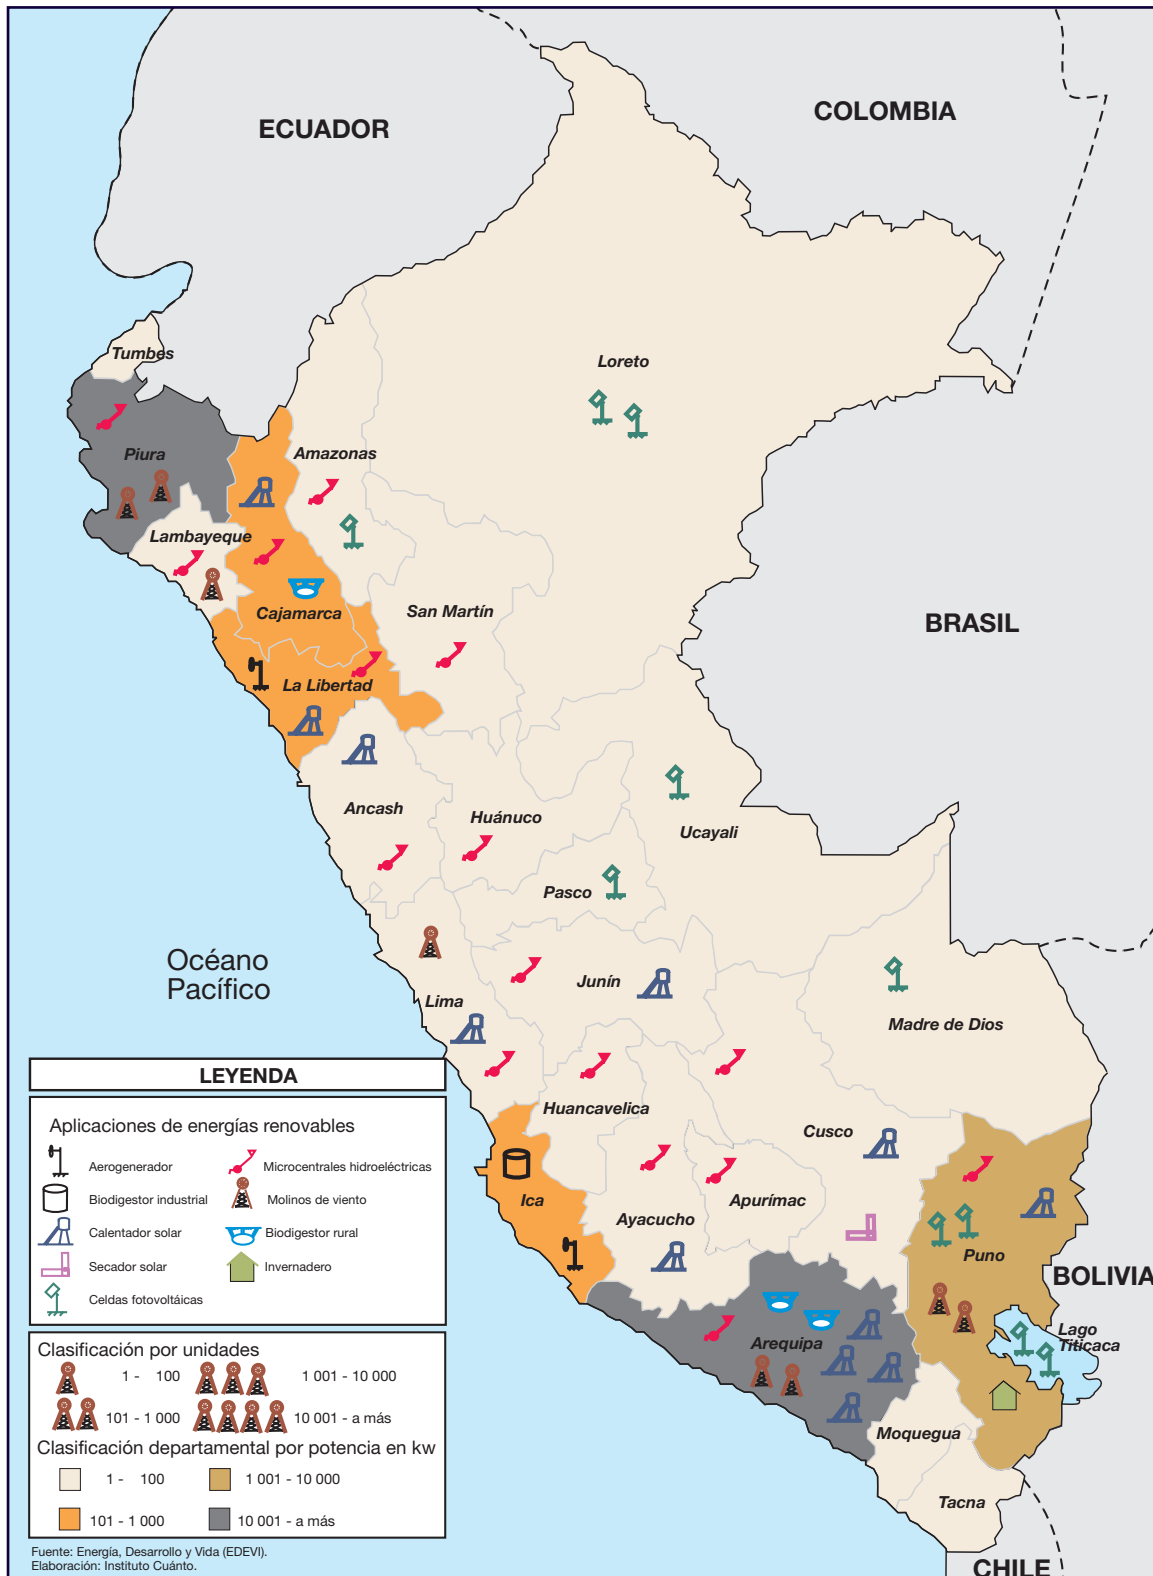 ECUADOR
COLOMBIA
Tumbes
Loreto
Piura
Amazonas
Lambayeque
Cajamarca
San Martín
BRASIL
La Libertad
Ancash
Huánuco
Ucayali
Pasco
Océano
Pacífico
Junín
Lima
Madre de Dios
Huancavelica
Cusco
Ica
Ayacucho
Apurímac
Puno
BOLIVIA
Arequipa
Lago
Titicaca
Moquegua
Tacna
CHILE
LEYENDA
Aplicaciones de energías renovables
Aerogenerador
Microcentrales hidroeléctricas
Biodigestor industrial
Molinos de viento
Calentador solar
Biodigestor rural
Secador solar
Invernadero
Celdas fotovoltáicas
Clasificación por unidades
1 - 100
1 001 - 10 000
101 - 1 000
10 001 - a más
Clasificación departamental por potencia en kw
1 - 100
1 001 - 10 000
101 - 1 000
10 001 - a más
Fuente: Energía, Desarrollo y Vida (EDEVI).
Elaboración: Instituto Cuánto.